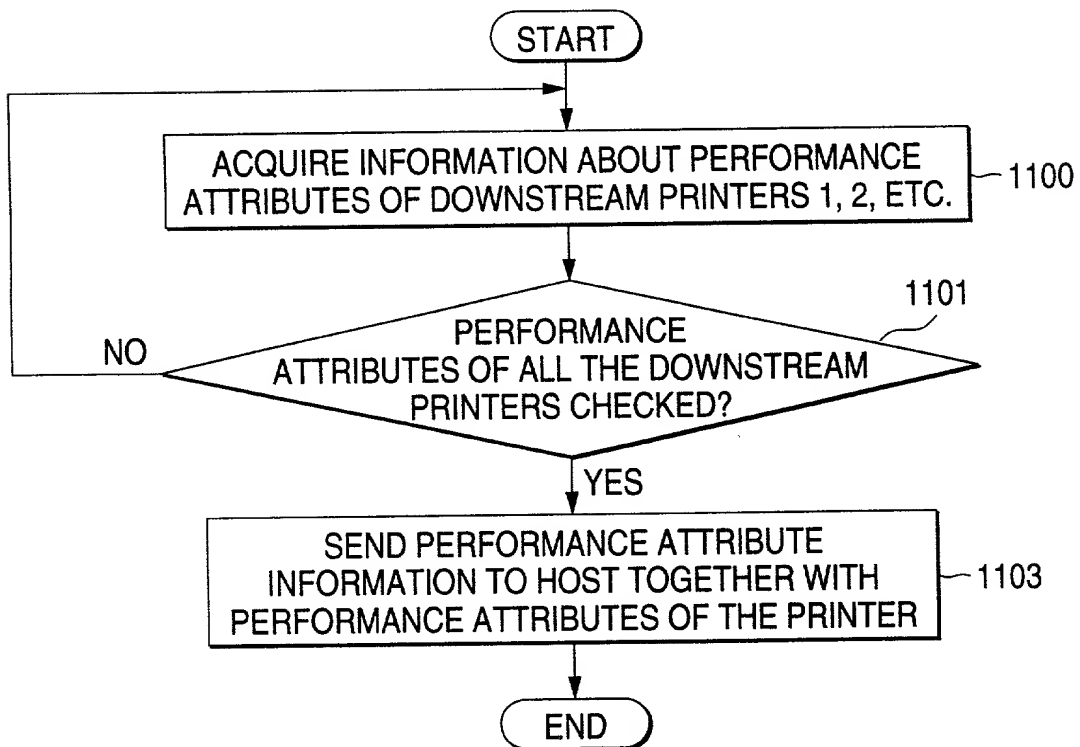 START
ACQUIRE INFORMATION ABOUT PERFORMANCE
ATTRIBUTES OF DOWNSTREAM PRINTERS 1, 2, ETC.
1100
1101
PERFORMANCE
ATTRIBUTES OF ALL THE DOWNSTREAM
PRINTERS CHECKED?
NO
YES
SEND PERFORMANCE ATTRIBUTE
INFORMATION TO HOST TOGETHER WITH
PERFORMANCE ATTRIBUTES OF THE PRINTER
1103
END